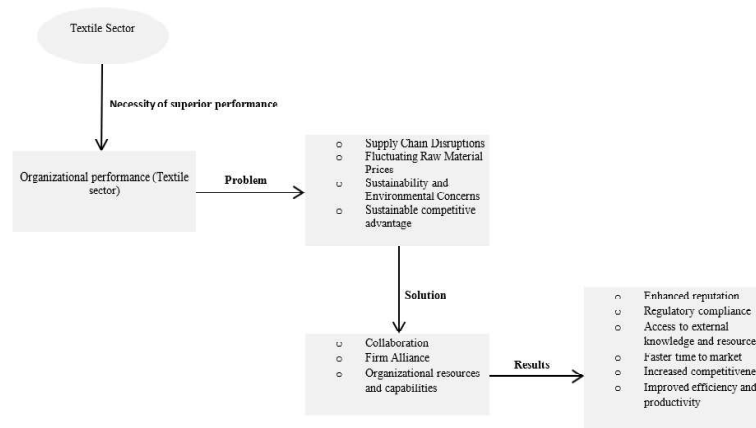 Textile Sector
Necessity of superior performance
Organizational performance (Textile
sector)
Problem
o Supply Chain Disruptions
o Fluctuating Raw Material
Prices
o Sustainability and
Environmental Concerns
o Sustainable competitive
advantage
Solution
o Collaboration
o Firm Alliance
o Organizational resources
and capabilities
Results
o Enhanced reputation
o Regulatory compliance
o Access to external
knowledge and resource
o Faster time to market
o Increased competitivene
o Improved efficiency and
productivity